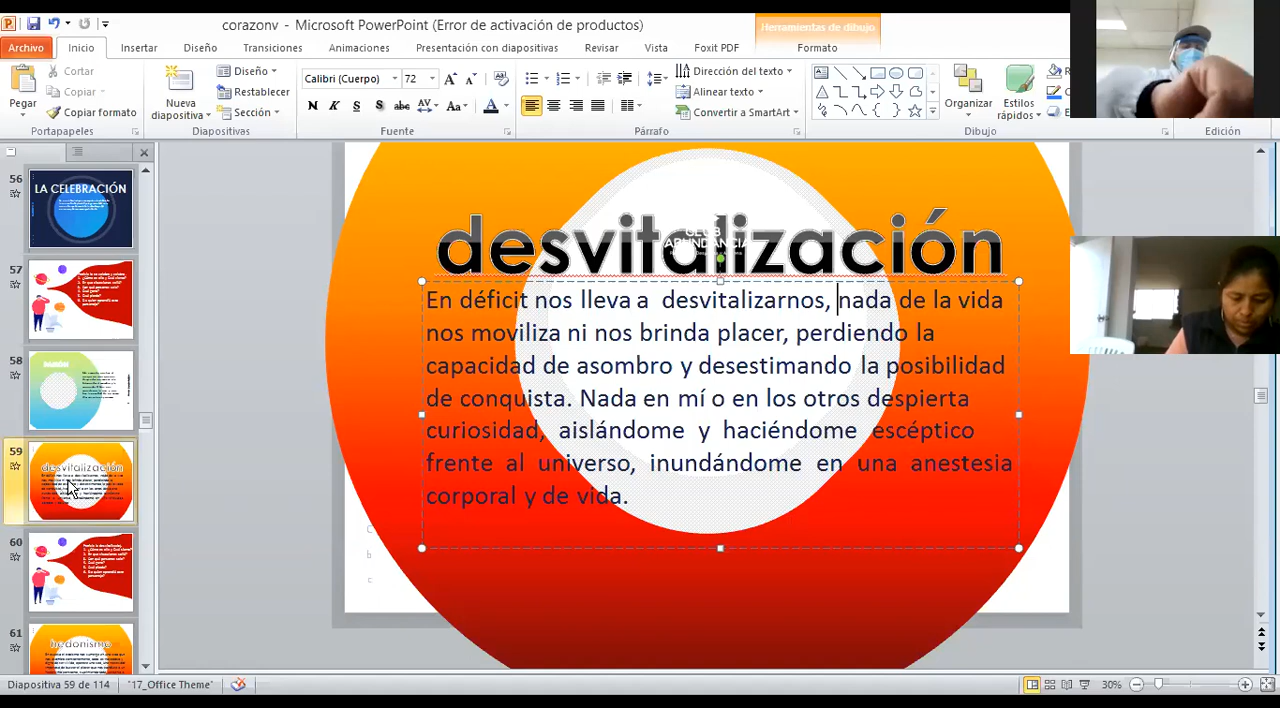 corazonv - Microsoft PowerPoint (Error de activación de productos)
Herramientas de dibujo
Archivo Inicio Insertar Diseño Transiciones Animaciones Presentación con diapositivas Revisar Vista Foxit PDF Formato
Pegar
Cortar
Copiar
Copiar formato
Portapapeles
Nueva diapositiva
Diseño
Restablecer
Sección
Diapositivas
Calibri (Cuerpo) 72
N K S S abc AV Aa A
Fuente
Dirección del texto
Alinear texto
Convertir a SmartArt
Párrafo
Organizar
Estilos rápidos
Dibujo
Edición
56
LA CELEBRACIÓN
57
58
59
desvitalización
60
61
hedonismo
desvitalización
CLUB
ABUNDANCIA
En déficit nos lleva a desvitalizarnos, nada de la vida
nos moviliza ni nos brinda placer, perdiendo la
capacidad de asombro y desestimando la posibilidad
de conquista. Nada en mí o en los otros despierta
curiosidad, aislándome y haciéndome escéptico
frente al universo, inundándome en una anestesia
corporal y de vida.
b
c
Diapositiva 59 de 114 "17_Office Theme" 30%